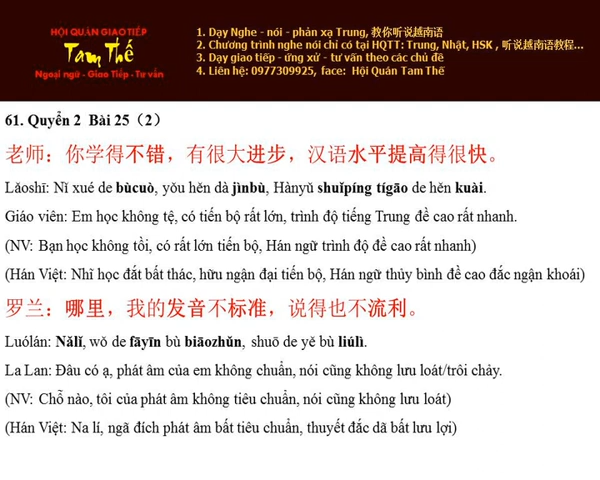 HỘI QUÁN GIAO TIẾP
Tam Thế
Ngoại ngữ - Giao Tiếp - Tư vấn
1. Dạy Nghe - nói - phản xạ Trung, 教你听说越南语
2. Chương trình nghe nói chỉ có tại HQTT: Trung, Nhật, HSK , 听说越南语教程...
3. Dạy giao tiếp - ứng xử - tư vấn theo các chủ đề
4. Liên hệ: 0977309925, face: Hội Quán Tam Thế
61. Quyển 2 Bài 25（2）
老师：你学得不错，有很大进步，汉语水平提高得很快。
Lǎoshī: Nǐ xué de bùcuò, yǒu hěn dà jìnbù, Hànyǔ shuǐpíng tígāo de hěn kuài.
Giáo viên: Em học không tệ, có tiến bộ rất lớn, trình độ tiếng Trung đề cao rất nhanh.
(NV: Bạn học không tồi, có rất lớn tiến bộ, Hán ngữ trình độ đề cao rất nhanh)
(Hán Việt: Nhĩ học đắt bất thác, hữu ngận đại tiến bộ, Hán ngữ thủy bình đề cao đắc ngận khoái)
罗兰：哪里，我的发音不标准，说得也不流利。
Luólán: Nǎlǐ, wǒ de fāyīn bù biāozhǔn, shuō de yě bù liúlì.
La Lan: Đâu có ạ, phát âm của em không chuẩn, nói cũng không lưu loát/trôi chảy.
(NV: Chỗ nào, tôi của phát âm không tiêu chuẩn, nói cũng không lưu loát)
(Hán Việt: Na lí, ngã đích phát âm bất tiêu chuẩn, thuyết đắc dã bất lưu lợi)